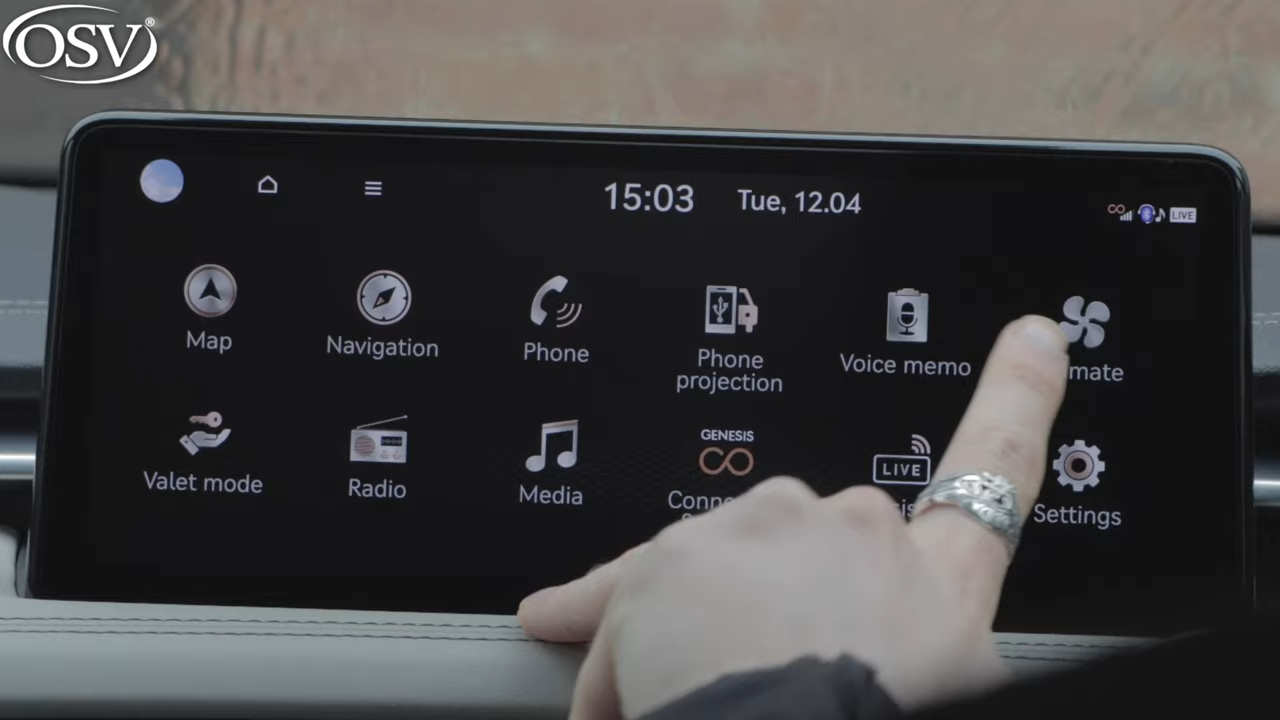 OSV®
15:03 Tue, 12.04
LIVE
Map
Navigation
Phone
Phone
projection
Voice memo
mate
Valet mode
Radio
Media
GENESIS
Conne
LIVE
sis
Settings